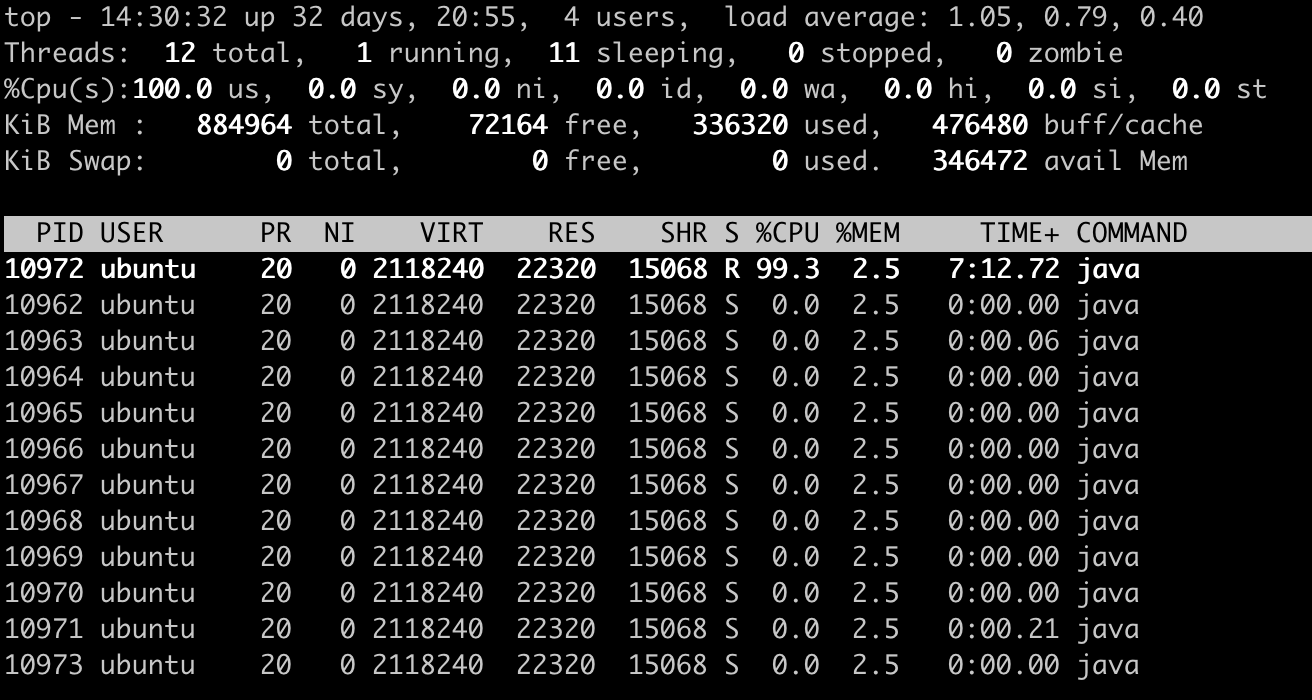 top - 14:30:32 up 32 days, 20:55,  4 users,  load average: 1.05, 0.79, 0.40
Threads:  12 total,   1 running,  11 sleeping,   0 stopped,   0 zombie
%Cpu(s):100.0 us,  0.0 sy,  0.0 ni,  0.0 id,  0.0 wa,  0.0 hi,  0.0 si,  0.0 st
KiB Mem :   884964 total,    72164 free,   336320 used,   476480 buff/cache
KiB Swap:        0 total,        0 free,        0 used.   346472 avail Mem
  PID USER      PR  NI    VIRT    RES    SHR S %CPU %MEM     TIME+ COMMAND
10972 ubuntu    20   0 2118240  22320  15068 R 99.3  2.5   7:12.72 java
10962 ubuntu    20   0 2118240  22320  15068 S  0.0  2.5   0:00.00 java
10963 ubuntu    20   0 2118240  22320  15068 S  0.0  2.5   0:00.06 java
10964 ubuntu    20   0 2118240  22320  15068 S  0.0  2.5   0:00.00 java
10965 ubuntu    20   0 2118240  22320  15068 S  0.0  2.5   0:00.00 java
10966 ubuntu    20   0 2118240  22320  15068 S  0.0  2.5   0:00.00 java
10967 ubuntu    20   0 2118240  22320  15068 S  0.0  2.5   0:00.00 java
10968 ubuntu    20   0 2118240  22320  15068 S  0.0  2.5   0:00.00 java
10969 ubuntu    20   0 2118240  22320  15068 S  0.0  2.5   0:00.00 java
10970 ubuntu    20   0 2118240  22320  15068 S  0.0  2.5   0:00.00 java
10971 ubuntu    20   0 2118240  22320  15068 S  0.0  2.5   0:00.21 java
10973 ubuntu    20   0 2118240  22320  15068 S  0.0  2.5   0:00.00 java